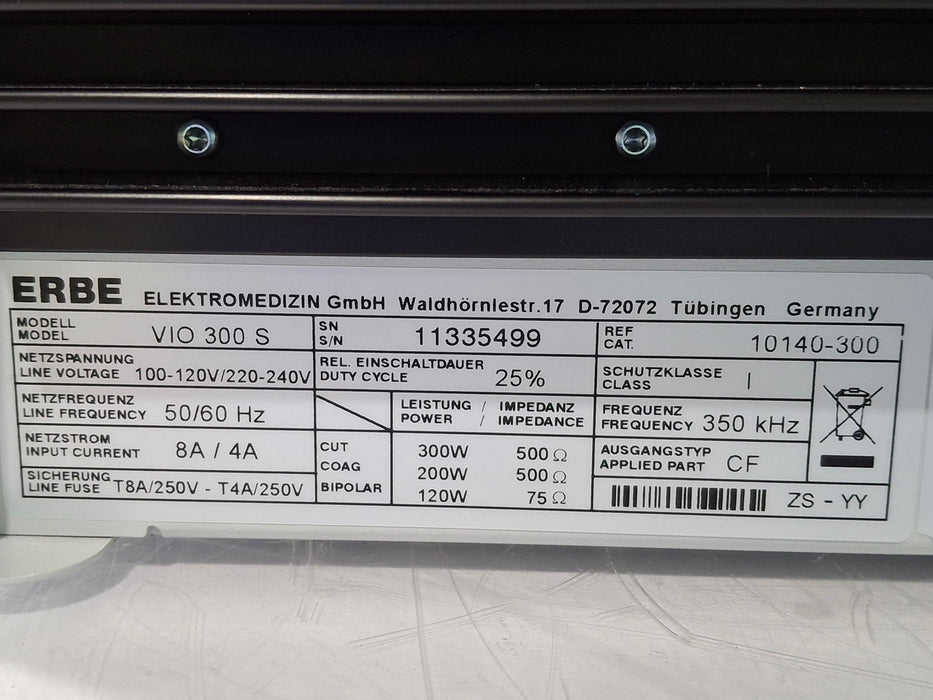 ERBE ELEKTROMEDIZIN GmbH Waldhörnlestr.17 D-72072 Tübingen Germany
MODELL
MODEL VIO 300 S
SN
S/N 11335499
REF
CAT. 10140-300
NETZSPANNUNG
LINE VOLTAGE 100-120V/220-240V
REL. EINSCHALTDAUER
DUTY CYCLE 25%
SCHUTZKLASSE
CLASS I
NETZFREQUENZ
LINE FREQUENCY 50/60 Hz
LEISTUNG / IMPEDANZ
POWER / IMPEDANCE
FREQUENZ
FREQUENCY 350 kHz
NETZSTROM
INPUT CURRENT 8A / 4A
CUT 300W 500 Ω
COAG 200W 500 Ω
BIPOLAR 120W 75 Ω
AUSGANGSTYP
APPLIED PART CF
SICHERUNG
LINE FUSE T8A/250V - T4A/250V
ZS - YY